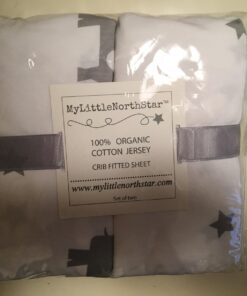 MyLittleNorthStar™
100% ORGANIC
COTTON JERSEY
CRIB FITTED SHEET
www.mylittlenorthstar.com
Set of two